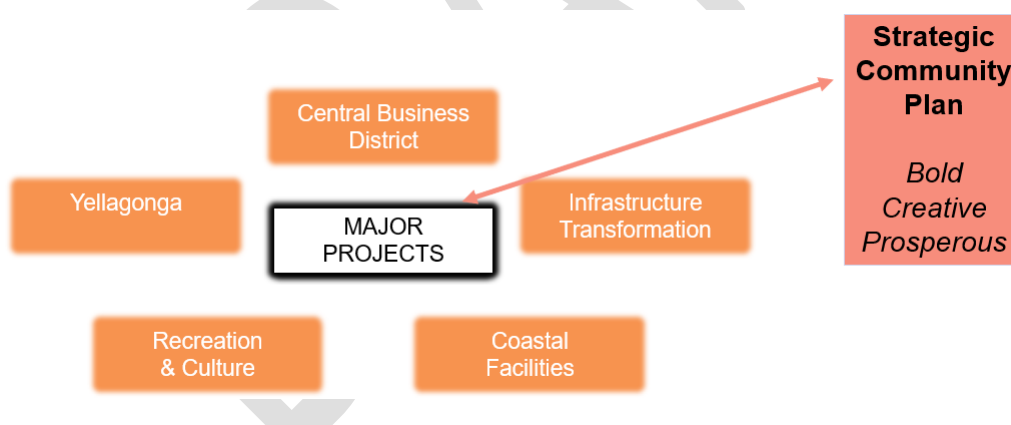 Strategic
Community
Plan
Bold
Creative
Prosperous
Central Business
District
Yellagonga
MAJOR
PROJECTS
Infrastructure
Transformation
Recreation
& Culture
Coastal
Facilities